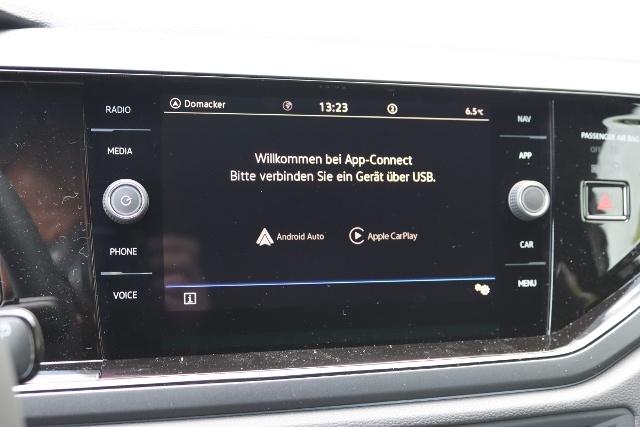 RADIO
MEDIA
PHONE
VOICE
Domacker
13:23
6.5°C
Willkommen bei App-Connect
Bitte verbinden Sie ein Gerät über USB.
Android Auto
Apple CarPlay
NAV
APP
CAR
MENU
PASSENGER AIR BAG